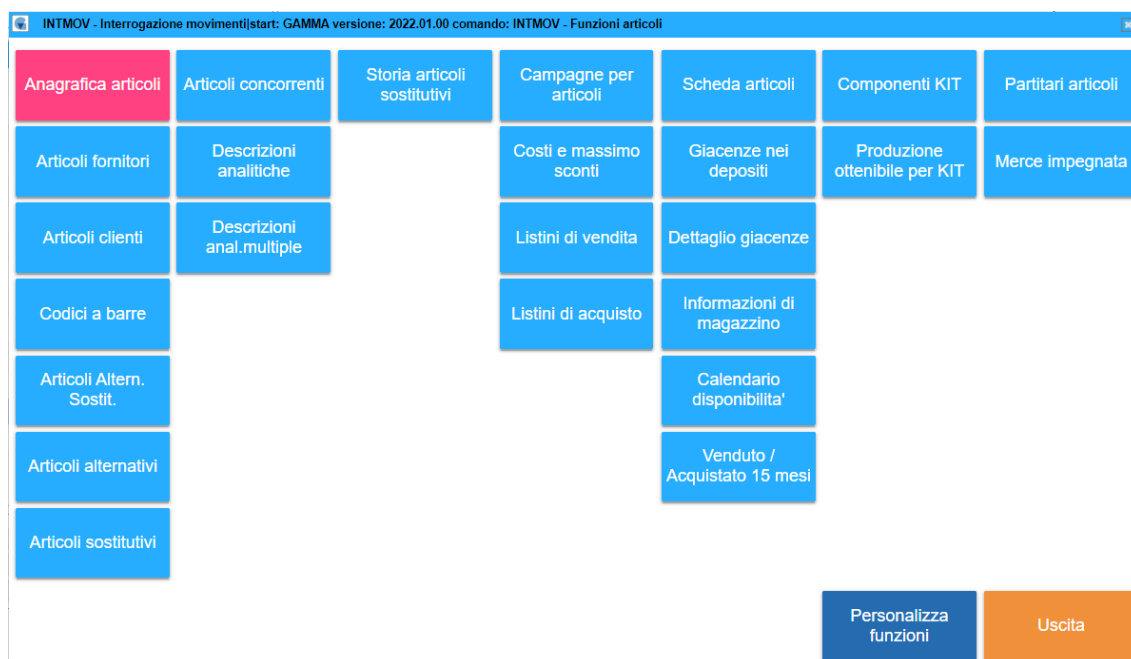 INTMOV - Interrogazione movimenti|start: GAMMA versione: 2022.01.00 comando: INTMOV - Funzioni articoli
Anagrafica articoli
Articoli concorrenti
Storia articoli
sostitutivi
Campagne per
articoli
Scheda articoli
Componenti KIT
Partitari articoli
Articoli fornitori
Descrizioni
analitiche
Costi e massimo
sconti
Giacenze nei
depositi
Produzione
ottenibile per KIT
Merce impegnata
Articoli clienti
Descrizioni
anal.multiple
Listini di vendita
Dettaglio giacenze
Codici a barre
Listini di acquisto
Informazioni di
magazzino
Articoli Altern.
Sostit.
Calendario
disponibilita'
Articoli alternativi
Venduto /
Acquistato 15 mesi
Articoli sostitutivi
Personalizza
funzioni
Uscita